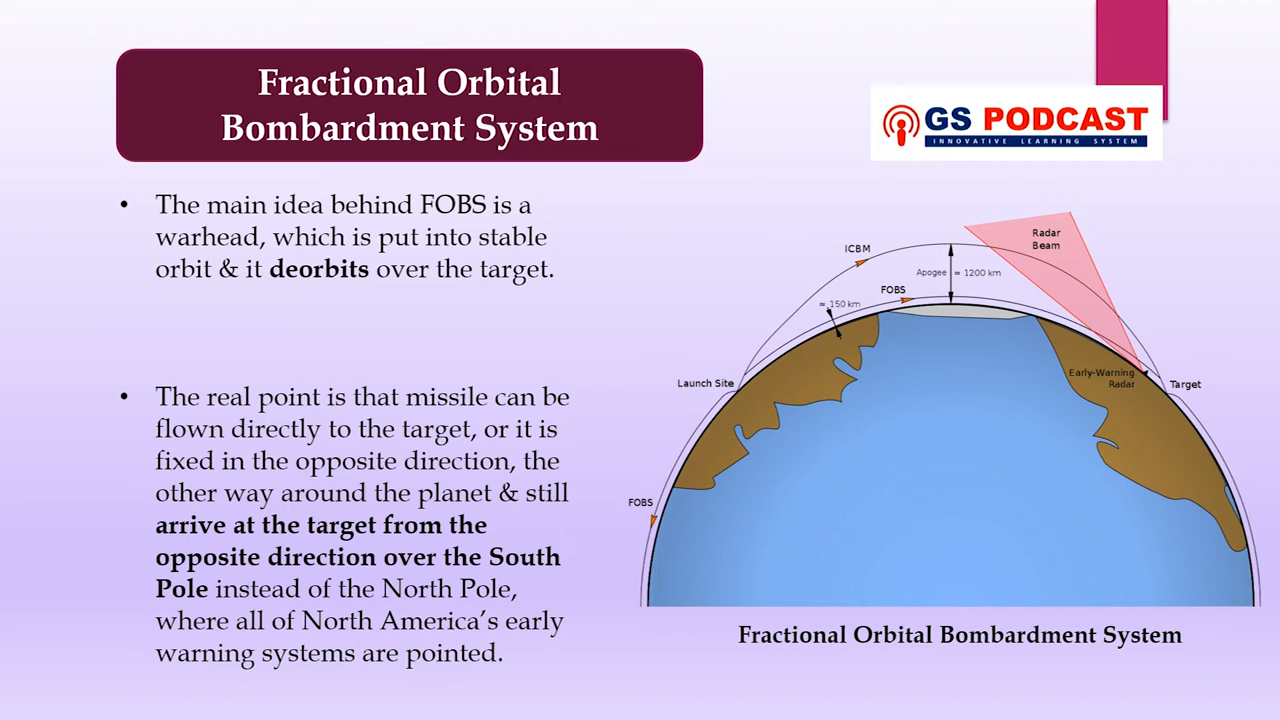 Fractional Orbital
Bombardment System
GS PODCAST
INNOVATIVE LEARNING SYSTEM
• The main idea behind FOBS is a
warhead, which is put into stable
orbit & it deorbits over the target.
• The real point is that missile can be
flown directly to the target, or it is
fixed in the opposite direction, the
other way around the planet & still
arrive at the target from the
opposite direction over the South
Pole instead of the North Pole,
where all of North America's early
warning systems are pointed.
Radar
Beam
ICBM
Apogee ≈ 1200 km
FOBS
≈ 150 km
Launch Site
Early-Warning
Radar
Target
FOBS
Fractional Orbital Bombardment System